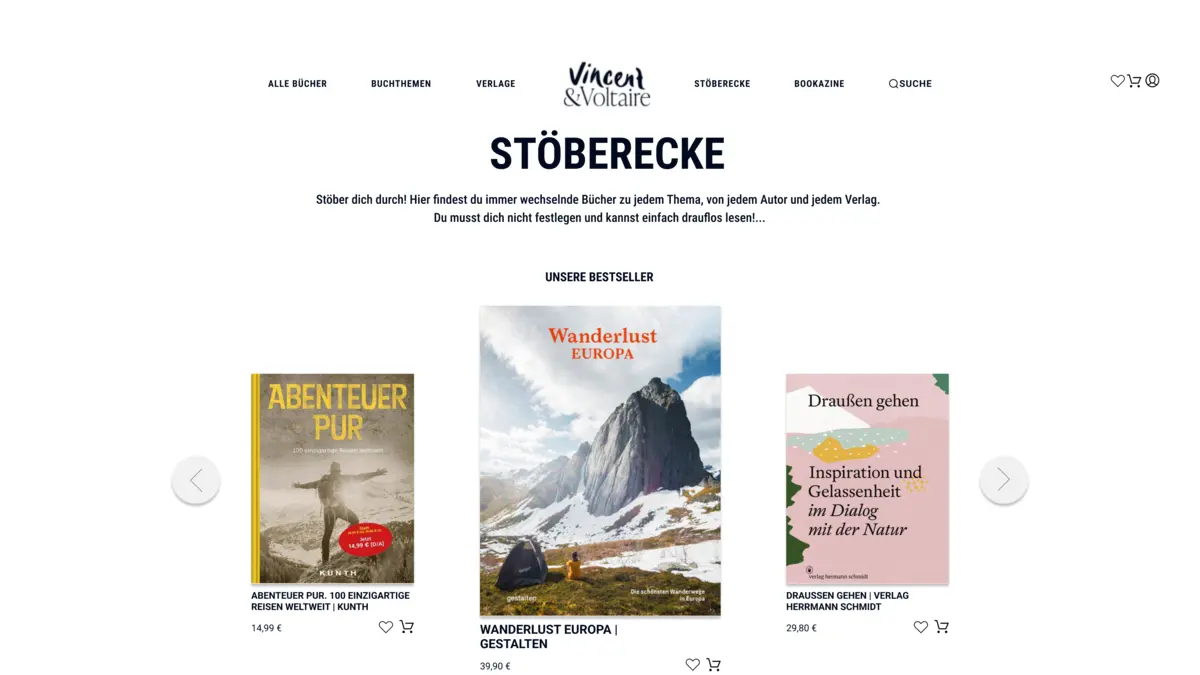 ALLE BÜCHER
BUCHTHEMEN
VERLAGE
Vincent
&Voltaire
STÖBERECKE
BOOKAZINE
SUCHE
STÖBERECKE
Stöber dich durch! Hier findest du immer wechselnde Bücher zu jedem Thema, von jedem Autor und jedem Verlag.
Du musst dich nicht festlegen und kannst einfach drauflos lesen!...
UNSERE BESTSELLER
ABENTEUER
PUR
100 einzigartige Reisen weltweit
Jetzt
14,99 € [D/A]
KUNTH
ABENTEUER PUR. 100 EINZIGARTIGE
REISEN WELTWEIT | KUNTH
14,99 €
Wanderlust
EUROPA
gestalten
Die schönsten Wanderwege
in Europa
WANDERLUST EUROPA |
GESTALTEN
39,90 €
Draußen gehen
Inspiration und
Gelassenheit
im Dialog
mit der Natur
verlag hermann schmidt
DRAUSSEN GEHEN | VERLAG
HERRMANN SCHMIDT
29,80 €